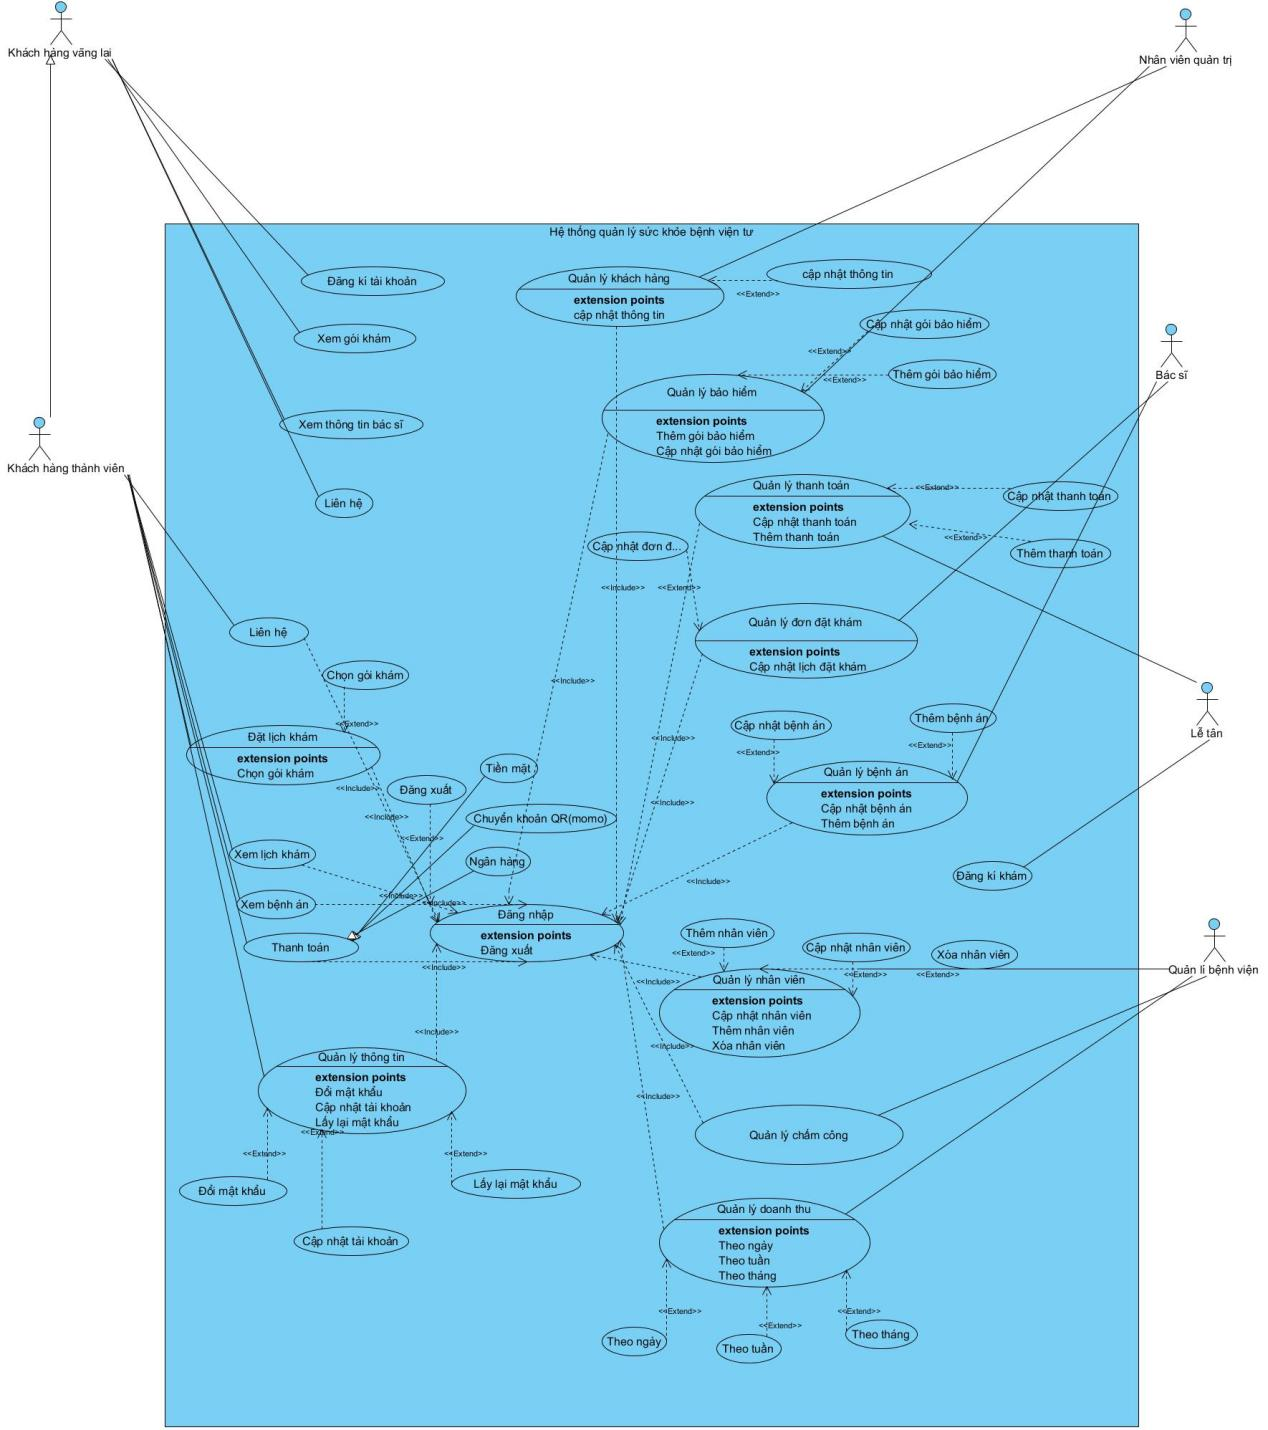 Khách hàng vãng lai
Nhân viên quản trị
Hệ thống quản lý sức khỏe bệnh viện tư
Đăng kí tài khoản
Quản lý khách hàng
extension points
cập nhật thông tin
cập nhật thông tin
<<Extend>>
Xem gói khám
Cập nhật gói bảo hiểm
<<Extend>>
Thêm gói bảo hiểm
<<Extend>>
Bác sĩ
Quản lý bảo hiểm
extension points
Thêm gói bảo hiểm
Cập nhật gói bảo hiểm
Xem thông tin bác sĩ
Khách hàng thành viên
Liên hệ
Quản lý thanh toán
extension points
Cập nhật thanh toán
Thêm thanh toán
<<Extend>>
Cập nhật thanh toán
<<Extend>>
Thêm thanh toán
Cập nhật đơn đ...
<<Include>>
<<Extend>>
Quản lý đơn đặt khám
extension points
Cập nhật lịch đặt khám
Liên hệ
Chọn gói khám
<<Include>>
<<Extend>>
Đặt lịch khám
extension points
Chọn gói khám
Cập nhật bệnh án
Thêm bệnh án
Lễ tân
<<Include>>
<<Extend>>
<<Extend>>
Tiền mặt
Quản lý bệnh án
extension points
Cập nhật bệnh án
Thêm bệnh án
Đăng xuất
<<Include>>
<<Include>>
<<Include>>
Chuyển khoản QR(momo)
<<Extend>>
Xem lịch khám
Ngân hàng
Đăng kí khám
<<Include>>
<<Include>>
<<Include>>
Xem bệnh án
Đăng nhập
extension points
Đăng xuất
Thanh toán
<<Include>>
Thêm nhân viên
<<Extend>>
Cập nhật nhân viên
<<Extend>>
Xóa nhân viên
<<Extend>>
Quản lí bệnh viện
<<Include>>
Quản lý nhân viên
extension points
Cập nhật nhân viên
Thêm nhân viên
Xóa nhân viên
<<Include>>
<<Include>>
Quản lý thông tin
extension points
Đổi mật khẩu
Cập nhật tài khoản
Lấy lại mật khẩu
<<Include>>
<<Extend>>
<<Extend>>
<<Extend>>
Quản lý chấm công
Đổi mật khẩu
Lấy lại mật khẩu
Cập nhật tài khoản
Quản lý doanh thu
extension points
Theo ngày
Theo tuần
Theo tháng
<<Extend>>
<<Extend>>
<<Extend>>
Theo ngày
Theo tuần
Theo tháng